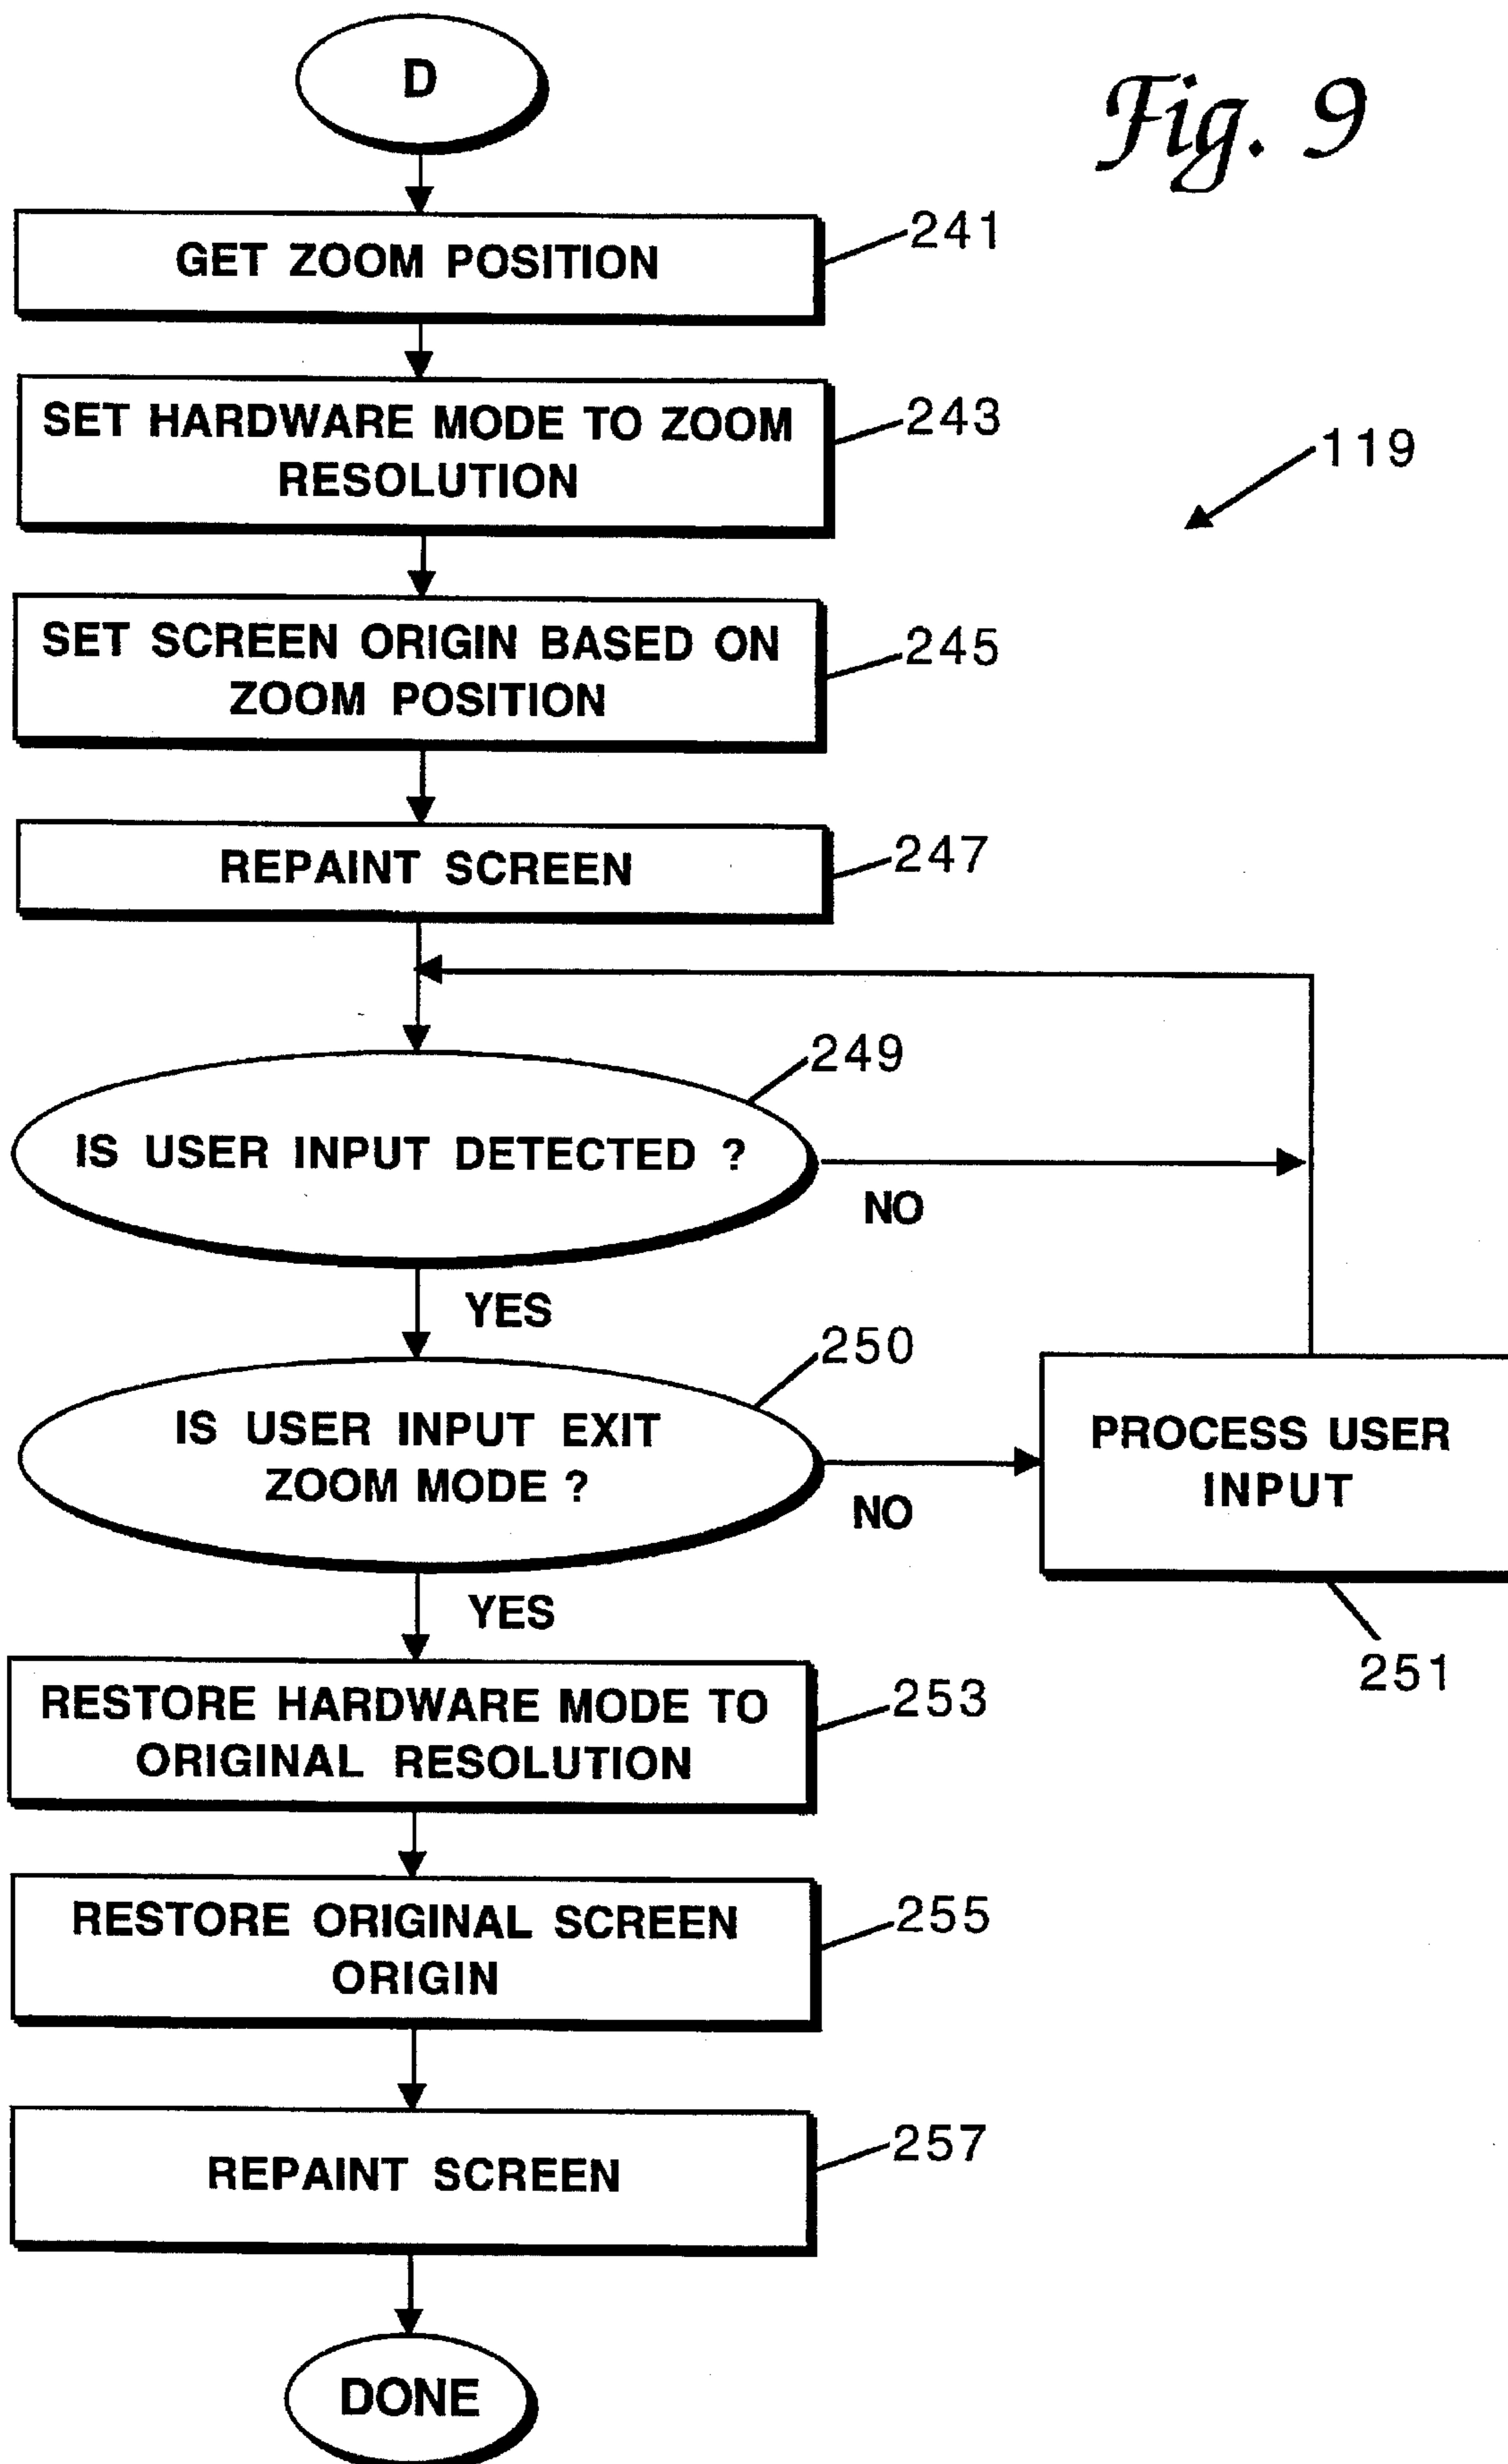 D
Fig. 9
GET ZOOM POSITION
241
SET HARDWARE MODE TO ZOOM
RESOLUTION
243
119
SET SCREEN ORIGIN BASED ON
ZOOM POSITION
245
REPAINT SCREEN
247
249
IS USER INPUT DETECTED ?
NO
YES
250
IS USER INPUT EXIT
ZOOM MODE ?
NO
PROCESS USER
INPUT
251
YES
RESTORE HARDWARE MODE TO
ORIGINAL RESOLUTION
253
RESTORE ORIGINAL SCREEN
ORIGIN
255
REPAINT SCREEN
257
DONE